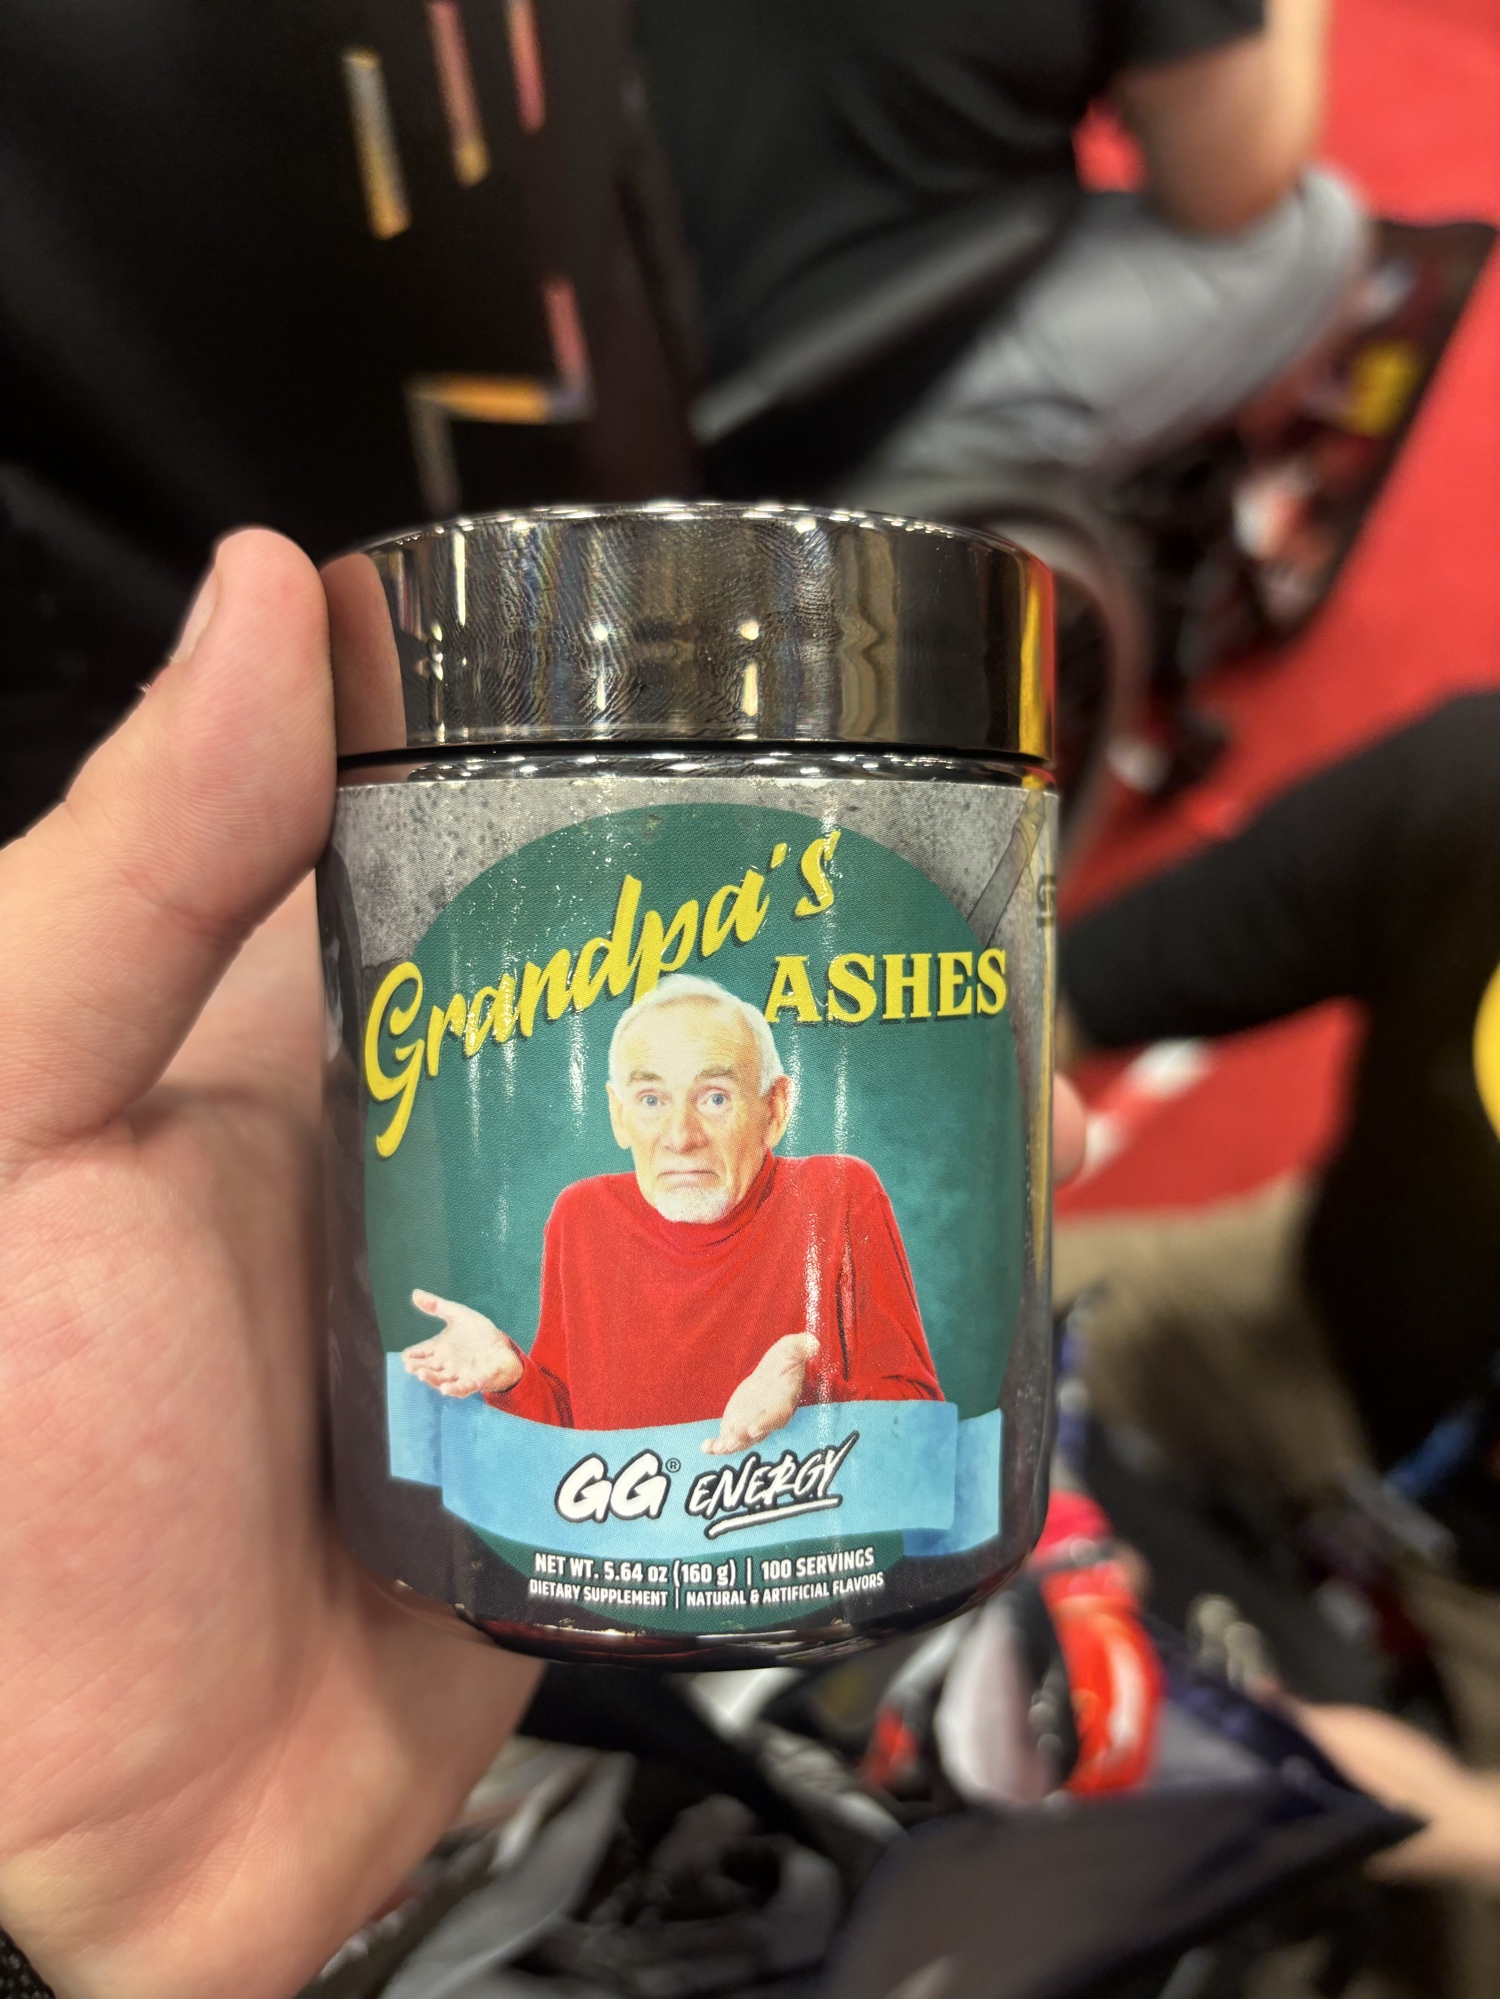 Grandpa's
ASHES
GG® ENERGY
NET WT. 5.64 oz (160 g) | 100 SERVINGS
DIETARY SUPPLEMENT | NATURAL & ARTIFICIAL FLAVORS